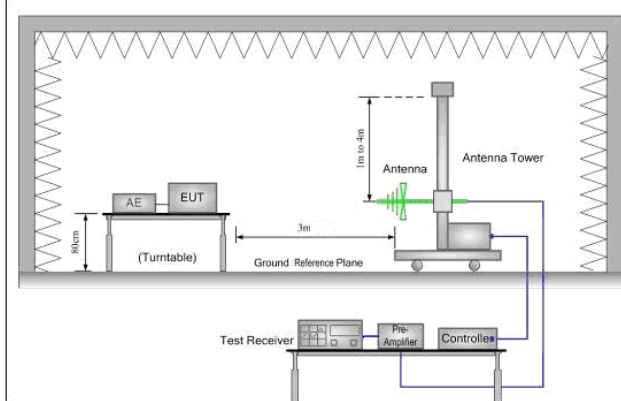 1m to 4m
Antenna
Antenna Tower
AE
EUT
80cm
(Turntable)
3m
Ground Reference Plane
Test Receiver
Pre-
Amplifier
Controller